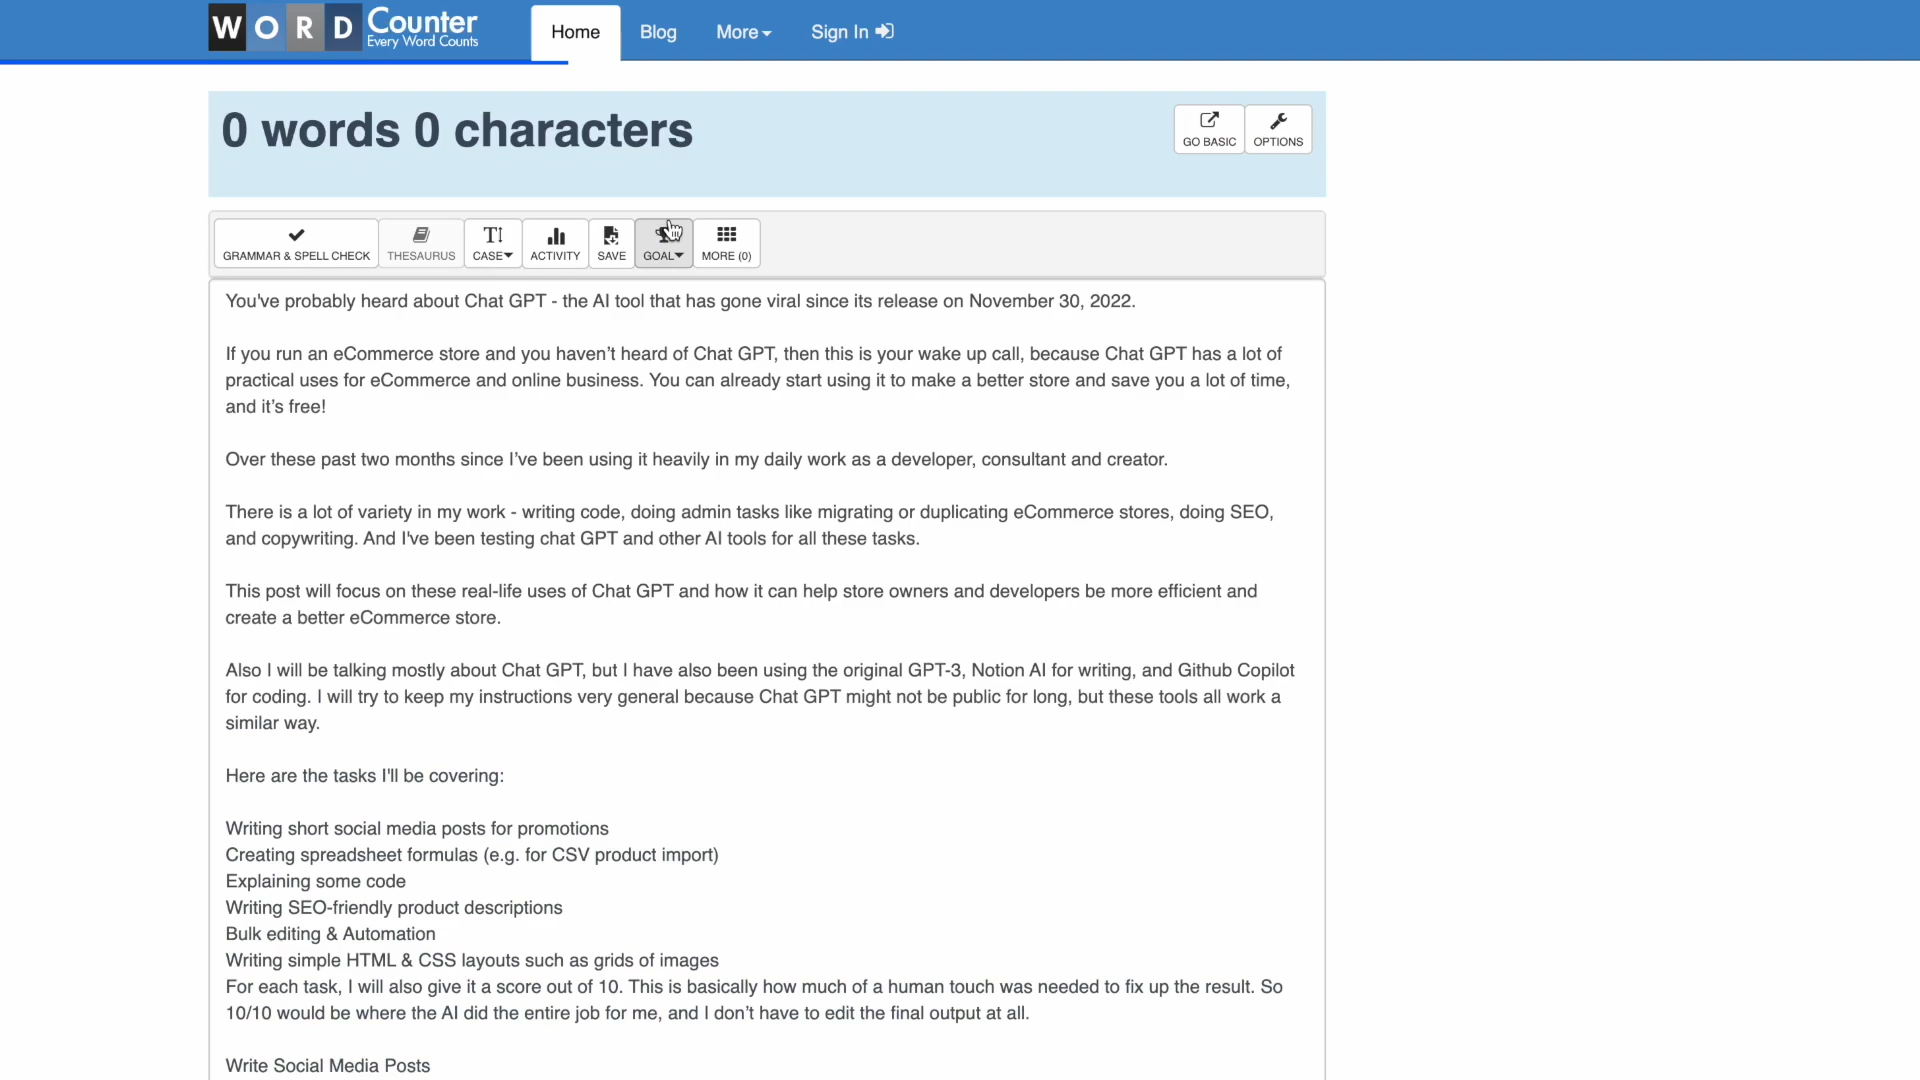 WORD Counter
Every Word Counts
Home Blog More Sign In
0 words 0 characters
GO BASIC OPTIONS
GRAMMAR & SPELL CHECK THESAURUS CASE ACTIVITY SAVE GOAL MORE (0)
You've probably heard about Chat GPT - the AI tool that has gone viral since its release on November 30, 2022.
If you run an eCommerce store and you haven’t heard of Chat GPT, then this is your wake up call, because Chat GPT has a lot of
practical uses for eCommerce and online business. You can already start using it to make a better store and save you a lot of time,
and it’s free!
Over these past two months since I’ve been using it heavily in my daily work as a developer, consultant and creator.
There is a lot of variety in my work - writing code, doing admin tasks like migrating or duplicating eCommerce stores, doing SEO,
and copywriting. And I've been testing chat GPT and other AI tools for all these tasks.
This post will focus on these real-life uses of Chat GPT and how it can help store owners and developers be more efficient and
create a better eCommerce store.
Also I will be talking mostly about Chat GPT, but I have also been using the original GPT-3, Notion AI for writing, and Github Copilot
for coding. I will try to keep my instructions very general because Chat GPT might not be public for long, but these tools all work a
similar way.
Here are the tasks I'll be covering:
Writing short social media posts for promotions
Creating spreadsheet formulas (e.g. for CSV product import)
Explaining some code
Writing SEO-friendly product descriptions
Bulk editing & Automation
Writing simple HTML & CSS layouts such as grids of images
For each task, I will also give it a score out of 10. This is basically how much of a human touch was needed to fix up the result. So
10/10 would be where the AI did the entire job for me, and I don’t have to edit the final output at all.
Write Social Media Posts